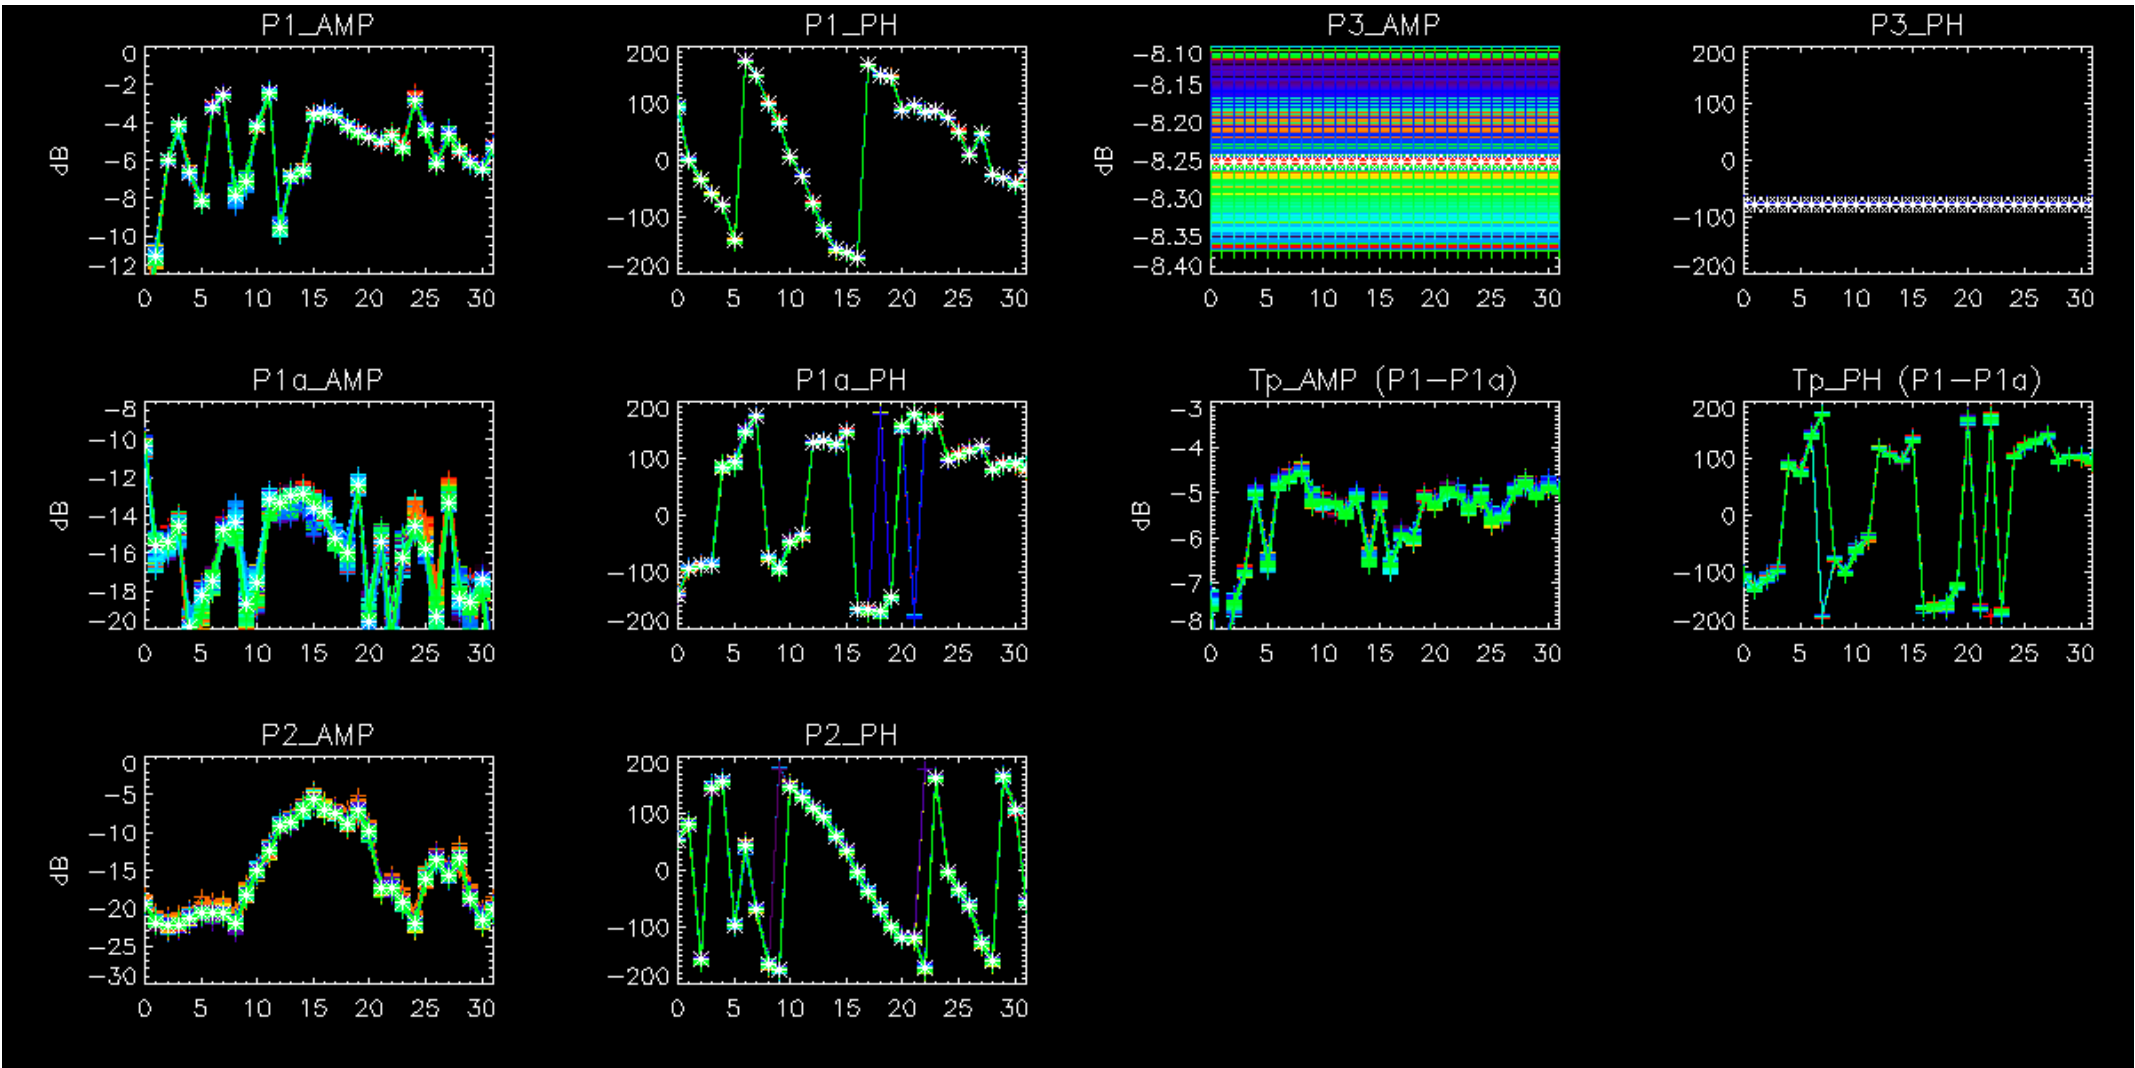 P1_AMP
dB
0
−2
−4
−6
−8
−10
−12
0 5 10 15 20 25 30
P1_PH
200
100
0
−100
−200
0 5 10 15 20 25 30
P3_AMP
dB
−8.10
−8.15
−8.20
−8.25
−8.30
−8.35
−8.40
0 5 10 15 20 25 30
P3_PH
200
100
0
−100
−200
0 5 10 15 20 25 30
P1a_AMP
dB
−8
−10
−12
−14
−16
−18
−20
0 5 10 15 20 25 30
P1a_PH
200
100
0
−100
−200
0 5 10 15 20 25 30
Tp_AMP (P1−P1a)
dB
−3
−4
−5
−6
−7
−8
0 5 10 15 20 25 30
Tp_PH (P1−P1a)
200
100
0
−100
−200
0 5 10 15 20 25 30
P2_AMP
dB
0
−5
−10
−15
−20
−25
−30
0 5 10 15 20 25 30
P2_PH
200
100
0
−100
−200
0 5 10 15 20 25 30